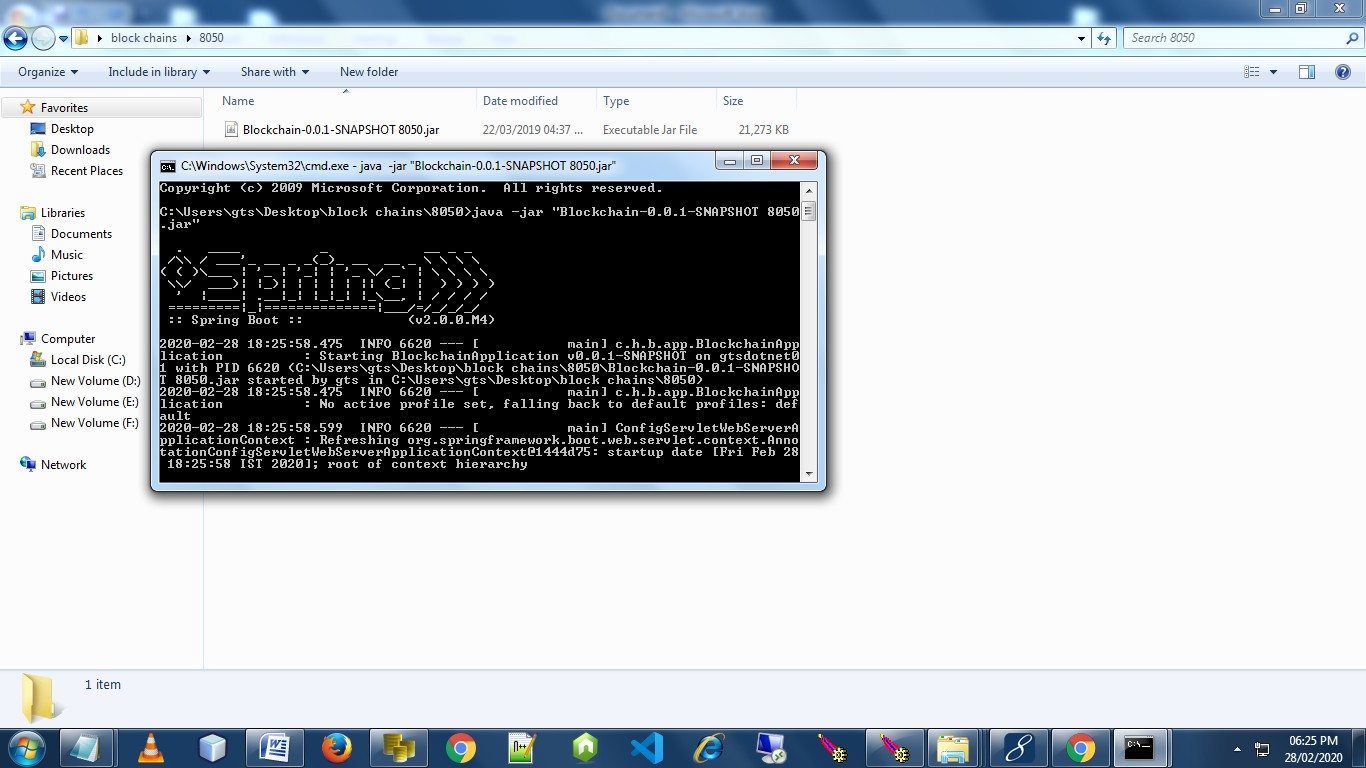 block chains 8050
Search 8050
Organize Include in library Share with New folder
Name Date modified Type Size
Blockchain-0.0.1-SNAPSHOT 8050.jar 22/03/2019 04:37 ... Executable Jar File 21,273 KB
Favorites
Desktop
Downloads
Recent Places
Libraries
Documents
Music
Pictures
Videos
Computer
Local Disk (C:)
New Volume (D:)
New Volume (E:)
New Volume (F:)
Network
C:\Windows\System32\cmd.exe - java -jar "Blockchain-0.0.1-SNAPSHOT 8050.jar"
Copyright (c) 2009 Microsoft Corporation. All rights reserved.
C:\Users\gts\Desktop\block chains\8050>java -jar "Blockchain-0.0.1-SNAPSHOT 8050
.jar"
Spring
:: Spring Boot :: (v2.0.0.M4)
2020-02-28 18:25:58.475 INFO 6620 --- [ main] c.h.b.app.BlockchainApp
lication : Starting BlockchainApplication v0.0.1-SNAPSHOT on gtsdotnet0
1 with PID 6620 (C:\Users\gts\Desktop\block chains\8050\Blockchain-0.0.1-SNAPSHO
T 8050.jar started by gts in C:\Users\gts\Desktop\block chains\8050)
2020-02-28 18:25:58.475 INFO 6620 --- [ main] c.h.b.app.BlockchainApp
lication : No active profile set, falling back to default profiles: def
ault
2020-02-28 18:25:58.599 INFO 6620 --- [ main] ConfigServletWebServerA
pplicationContext : Refreshing org.springframework.boot.web.servlet.context.Anno
tationConfigServletWebServerApplicationContext@1444d75: startup date [Fri Feb 28
18:25:58 IST 2020]; root of context hierarchy
1 item
06:25 PM
28/02/2020